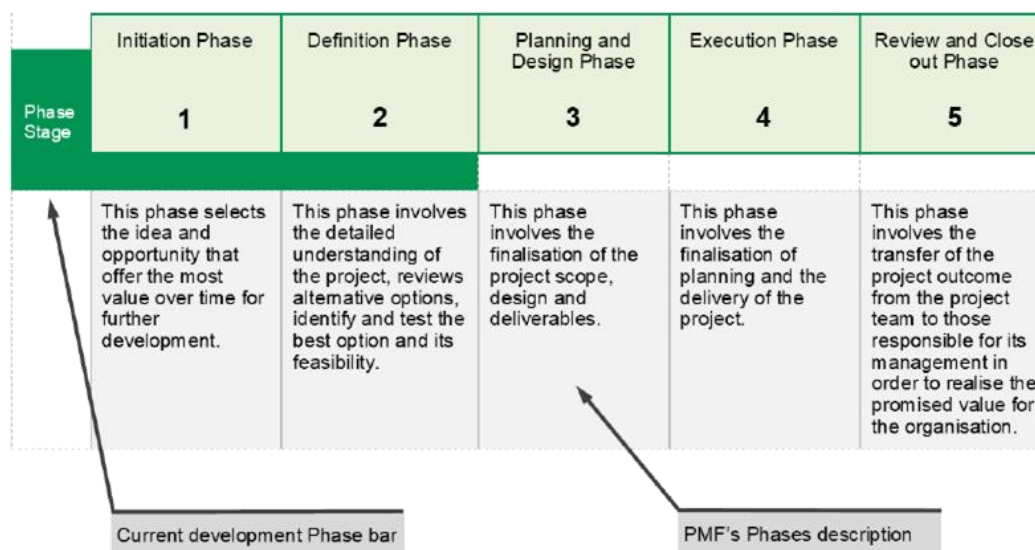 Initiation Phase
Definition Phase
Planning and
Design Phase
Execution Phase
Review and Close
out Phase
Phase
Stage
1
2
3
4
5
This phase selects
the idea and
opportunity that
offer the most
value over time for
further
development.
This phase involves
the detailed
understanding of
the project, reviews
alternative options,
identify and test the
best option and its
feasibility.
This phase
involves the
finalisation of the
project scope,
design and
deliverables.
This phase
involves the
finalisation of
planning and the
delivery of the
project.
This phase
involves the
transfer of the
project outcome
from the project
team to those
responsible for its
management in
order to realise the
promised value for
the organisation.
Current development Phase bar
PMF's Phases description